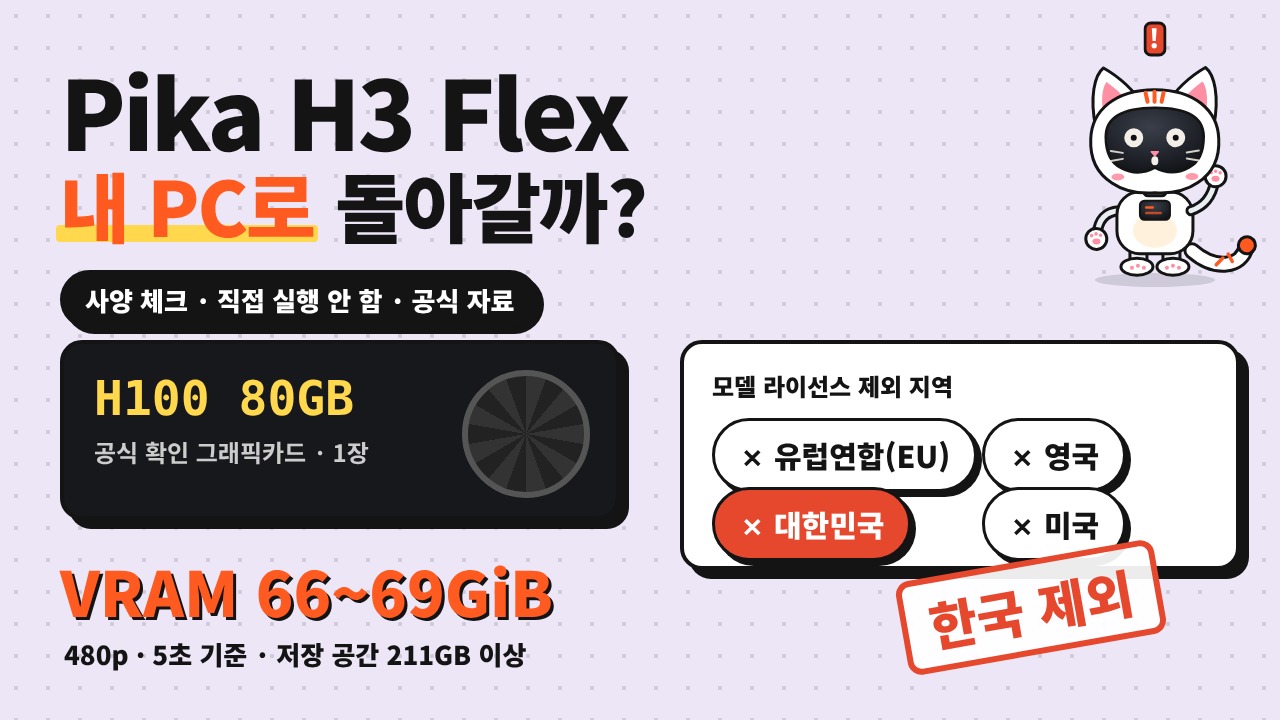 !
Pika H3 Flex
내 PC로 돌아갈까?
사양 체크 · 직접 실행 안 함 · 공식 자료
H100 80GB
공식 확인 그래픽카드 · 1장
VRAM 66~69GiB
480p · 5초 기준 · 저장 공간 211GB 이상
모델 라이선스 제외 지역
× 유럽연합(EU)
× 영국
× 대한민국
× 미국
한국 제외